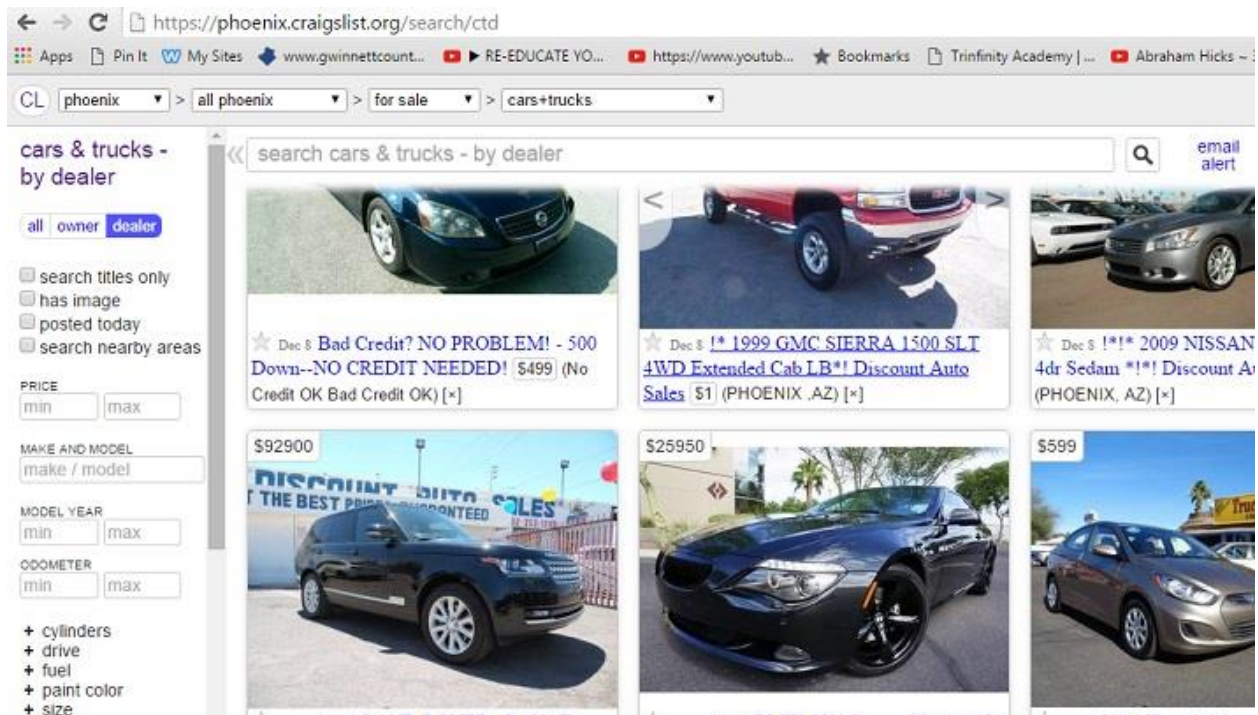 https://phoenix.craigslist.org/search/ctd
Apps Pin It My Sites www.gwinnettcount... ▶ RE-EDUCATE YO... https://www.youtub... Bookmarks Trinfinity Academy | ... Abraham Hicks ~
CL phoenix > all phoenix > for sale > cars+trucks
cars & trucks -
by dealer
search cars & trucks - by dealer
email
alert
all owner dealer
search titles only
has image
posted today
search nearby areas
PRICE
min max
MAKE AND MODEL
make / model
MODEL YEAR
min max
ODOMETER
min max
+ cylinders
+ drive
+ fuel
+ paint color
+ size
GMC
Dec 8 Bad Credit? NO PROBLEM! - 500
Down--NO CREDIT NEEDED! $499 (No
Credit OK Bad Credit OK) [×]
Dec 8 !* 1999 GMC SIERRA 1500 SLT
4WD Extended Cab LB*! Discount Auto
Sales $1 (PHOENIX ,AZ) [×]
Dec 8 !*!* 2009 NISSAN
4dr Sedam *!*! Discount Au
(PHOENIX, AZ) [×]
$92900
DISCOUNT AUTO SALES
T THE BEST GUARANTEED
$25950
$599